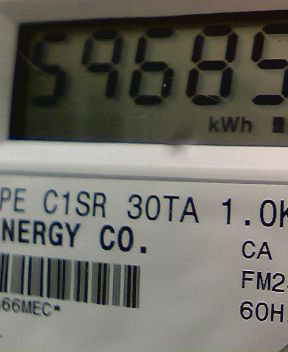 59685
kWh
PE C1SR 30TA 1.0K
NERGY CO.
CA
FM2
66MEC*
60H